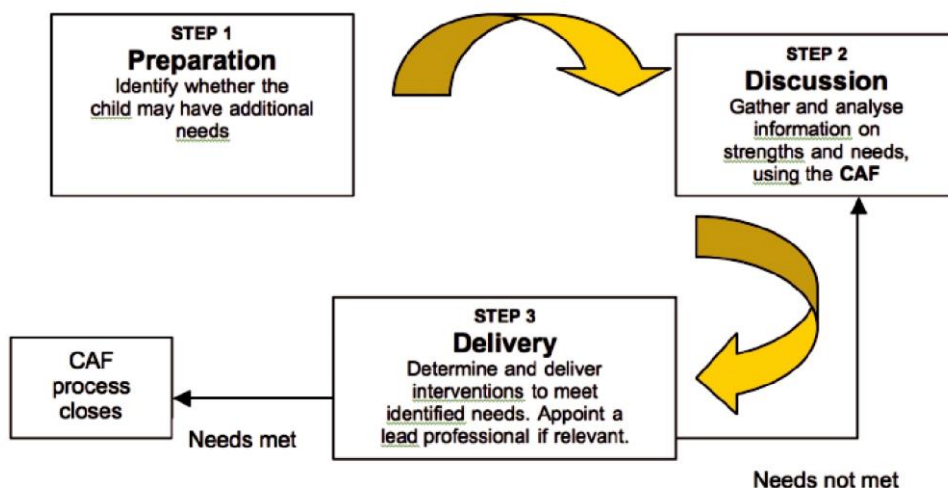 STEP 1
Preparation
Identify whether the
child may have additional
needs
STEP 2
Discussion
Gather and analyse
information on
strengths and needs,
using the CAF
STEP 3
Delivery
Determine and deliver
interventions to meet
identified needs. Appoint a
lead professional if relevant.
CAF
process
closes
Needs met
Needs not met